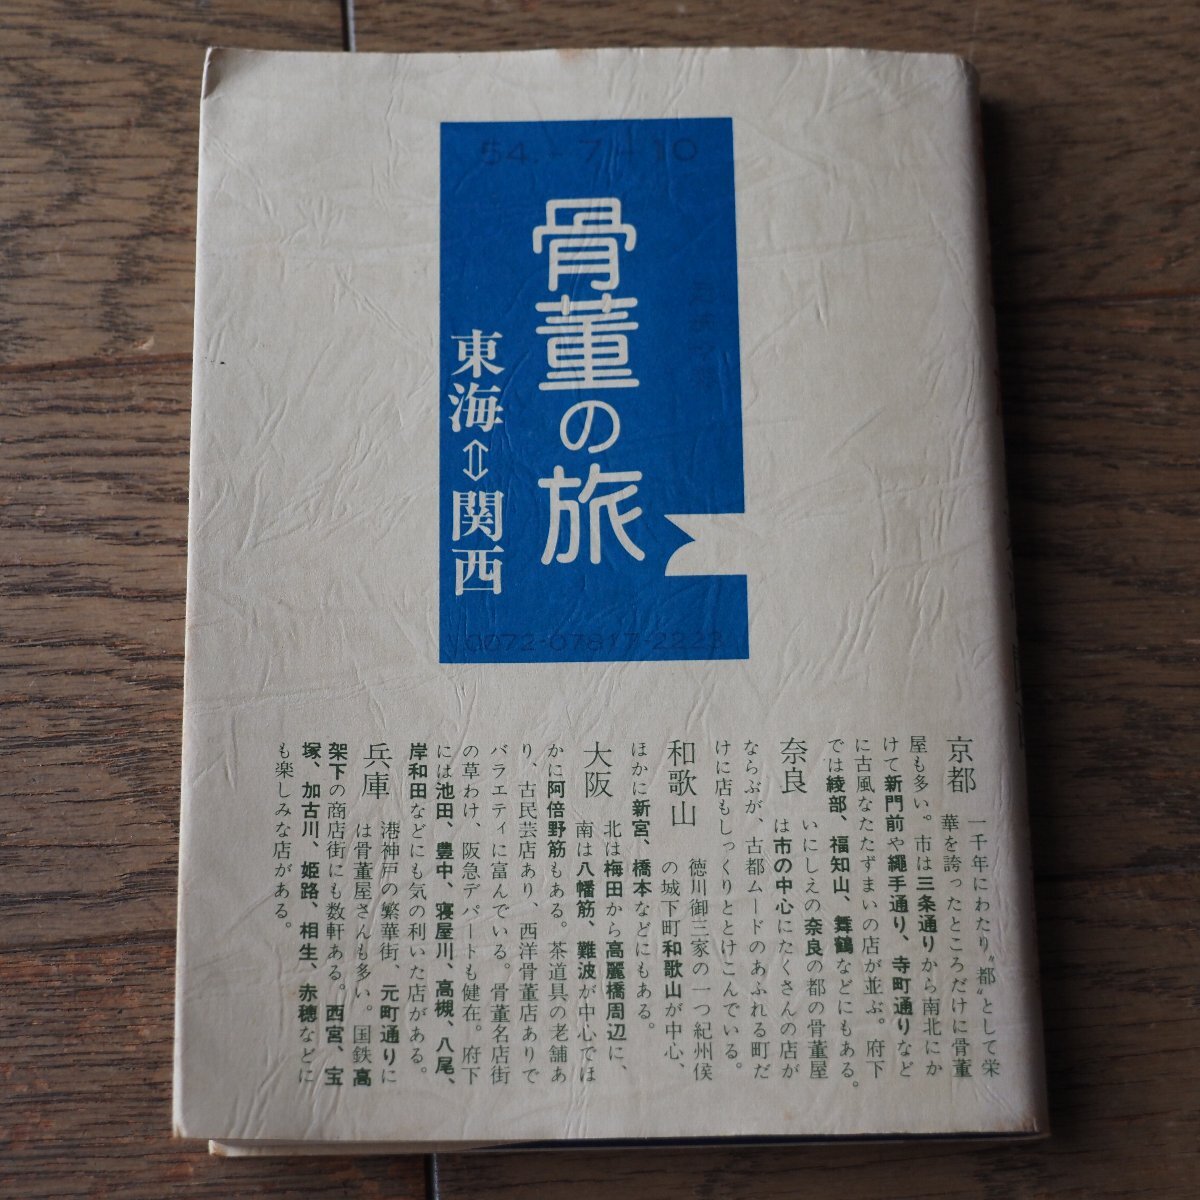 54-7-10
骨董の旅
東海⇔関西
0072-07817-2223
京都
一千年にわたり〝都〟として栄
華を誇ったところだけに骨董
屋も多い。市は三条通りから南北にか
けて新門前や縄手通り、寺町通りなど
に古風なたたずまいの店が並ぶ。府下
では綾部、福知山、舞鶴などにもある。
奈良
いにしえの奈良の都の骨董屋
は市の中心にたくさんの店が
ならぶが、古都ムードのあふれる町だ
けに店もしっくりととけこんでいる。
和歌山
徳川御三家の一つ紀州侯
の城下町和歌山が中心、
ほかに新宮、橋本などにもある。
大阪
北は梅田から高麗橋周辺に、
南は八幡筋、難波が中心でほ
かに阿倍野筋もある。茶道具の老舗あ
り、古民芸店あり、西洋骨董店ありで
バラエティに富んでいる。骨董名店街
の草わけ、阪急デパートも健在。府下
には池田、豊中、寝屋川、高槻、八尾、
岸和田などにも気の利いた店がある。
兵庫
港神戸の繁華街、元町通りに
は骨董屋さんも多い。国鉄高
架下の商店街にも数軒ある。西宮、宝
塚、加古川、姫路、相生、赤穂などに
も楽しみな店がある。